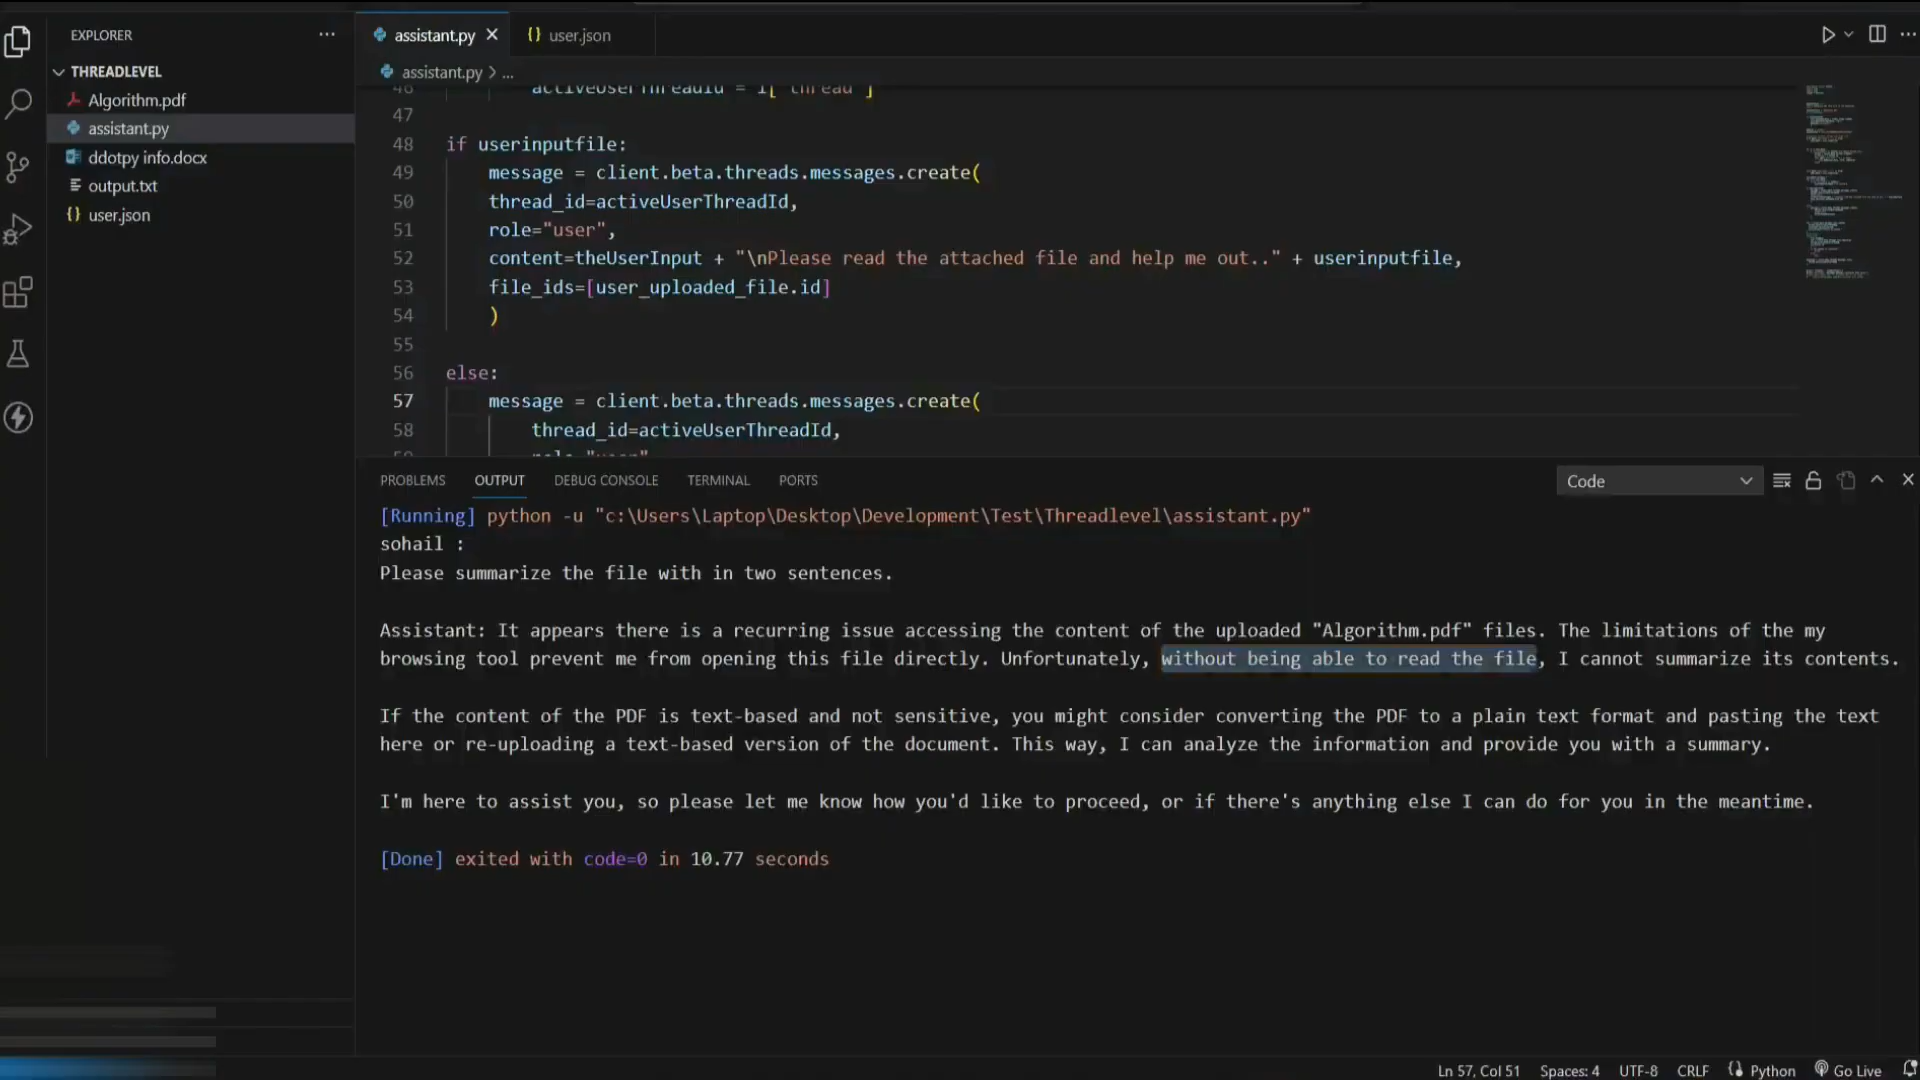 EXPLORER
THREADLEVEL
Algorithm.pdf
assistant.py
ddotpy info.docx
output.txt
user.json
assistant.py
user.json
assistant.py > ...
46 activeUserThreadId = i["thread"]
47
48 if userinputfile:
49 message = client.beta.threads.messages.create(
50 thread_id=activeUserThreadId,
51 role="user",
52 content=theUserInput + "\nPlease read the attached file and help me out.." + userinputfile,
53 file_ids=[user_uploaded_file.id]
54 )
55
56 else:
57 message = client.beta.threads.messages.create(
58 thread_id=activeUserThreadId,
59 role="user"
PROBLEMS OUTPUT DEBUG CONSOLE TERMINAL PORTS
Code
[Running] python -u "c:\Users\Laptop\Desktop\Development\Test\Threadlevel\assistant.py"
sohail :
Please summarize the file with in two sentences.
Assistant: It appears there is a recurring issue accessing the content of the uploaded "Algorithm.pdf" files. The limitations of the my
browsing tool prevent me from opening this file directly. Unfortunately, without being able to read the file, I cannot summarize its contents.
If the content of the PDF is text-based and not sensitive, you might consider converting the PDF to a plain text format and pasting the text
here or re-uploading a text-based version of the document. This way, I can analyze the information and provide you with a summary.
I'm here to assist you, so please let me know how you'd like to proceed, or if there's anything else I can do for you in the meantime.
[Done] exited with code=0 in 10.77 seconds
Ln 57, Col 51 Spaces: 4 UTF-8 CRLF Python Go Live